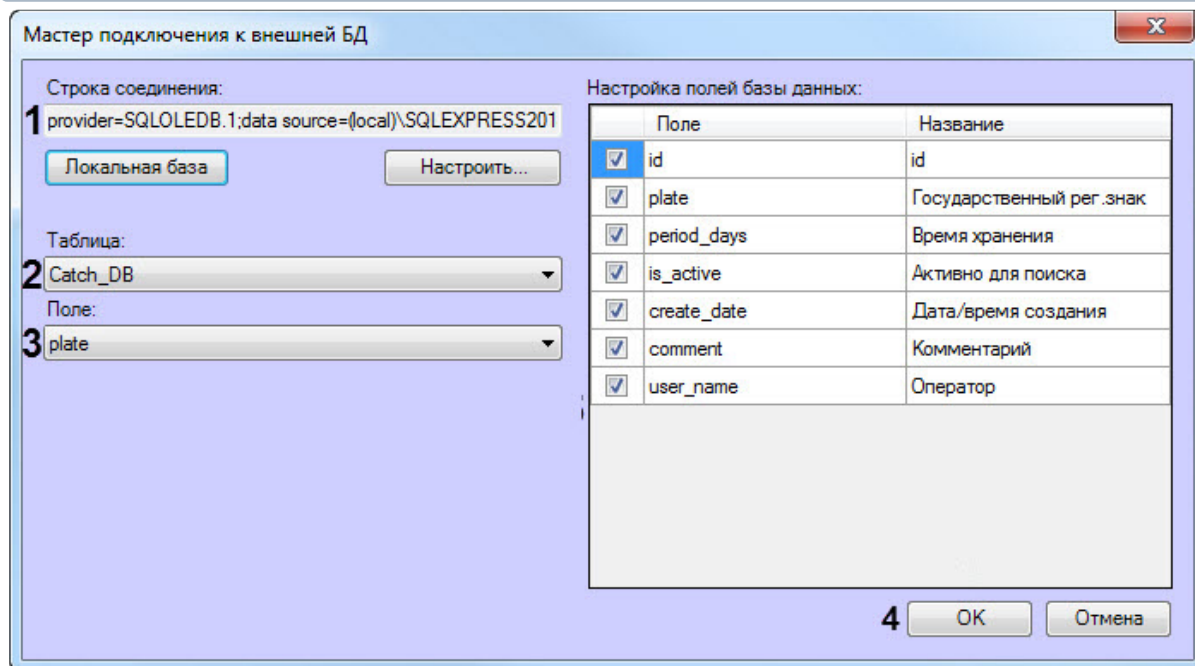 Мастер подключения к внешней БД
Строка соединения:
1 provider=SQLOLEDB.1;data source=(local)\SQLEXPRESS201
Локальная база Настроить...
Таблица:
2 Catch_DB
Поле:
3 plate
Настройка полей базы данных:
Поле Название
id id
plate Государственный рег.знак
period_days Время хранения
is_active Активно для поиска
create_date Дата/время создания
comment Комментарий
user_name Оператор
4 OK Отмена